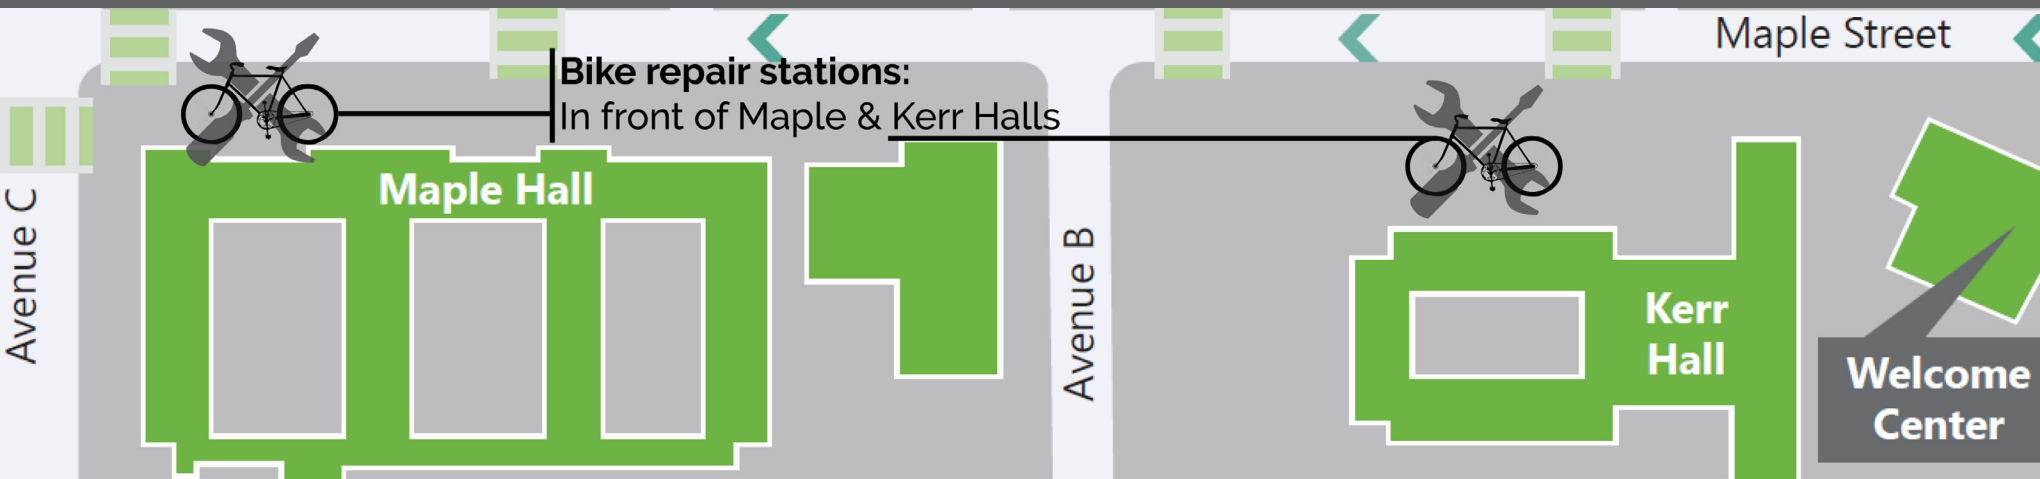 Maple Street
Bike repair stations:
In front of Maple & Kerr Halls
Avenue C
Maple Hall
Avenue B
Kerr
Hall
Welcome
Center